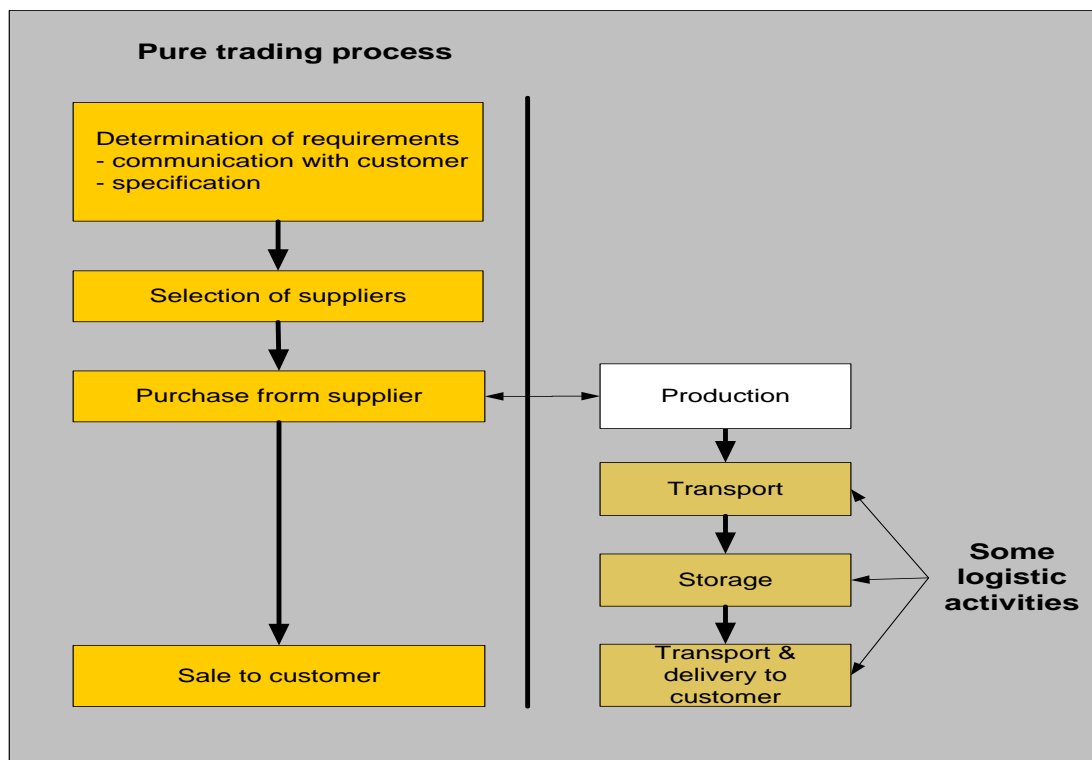 Pure trading process
Determination of requirements
- communication with customer
- specification
Selection of suppliers
Purchase frorm supplier
Sale to customer
Production
Transport
Storage
Transport &
delivery to
customer
Some
logistic
activities